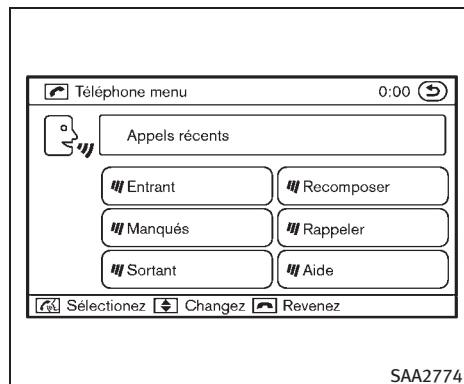 Téléphone menu 0:00
Appels récents
Entrant Recomposer
Manqués Rappeler
Sortant Aide
Sélectionez Changez Revenez
SAA2774